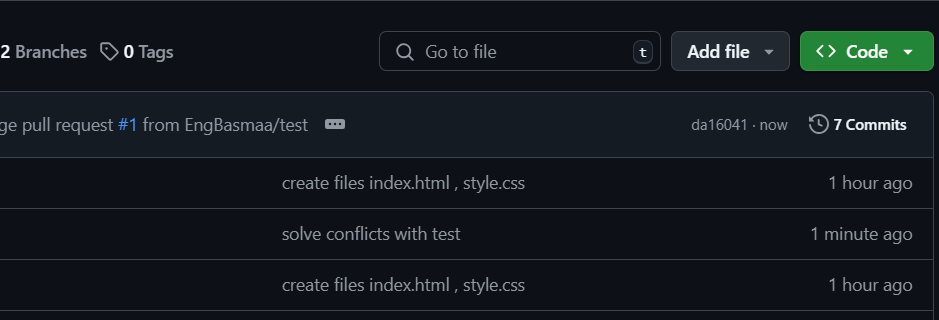 2 Branches 0 Tags Go to file t Add file <> Code
ge pull request #1 from EngBasmaa/test ... da16041 · now 7 Commits
create files index.html , style.css 1 hour ago
solve conflicts with test 1 minute ago
create files index.html , style.css 1 hour ago